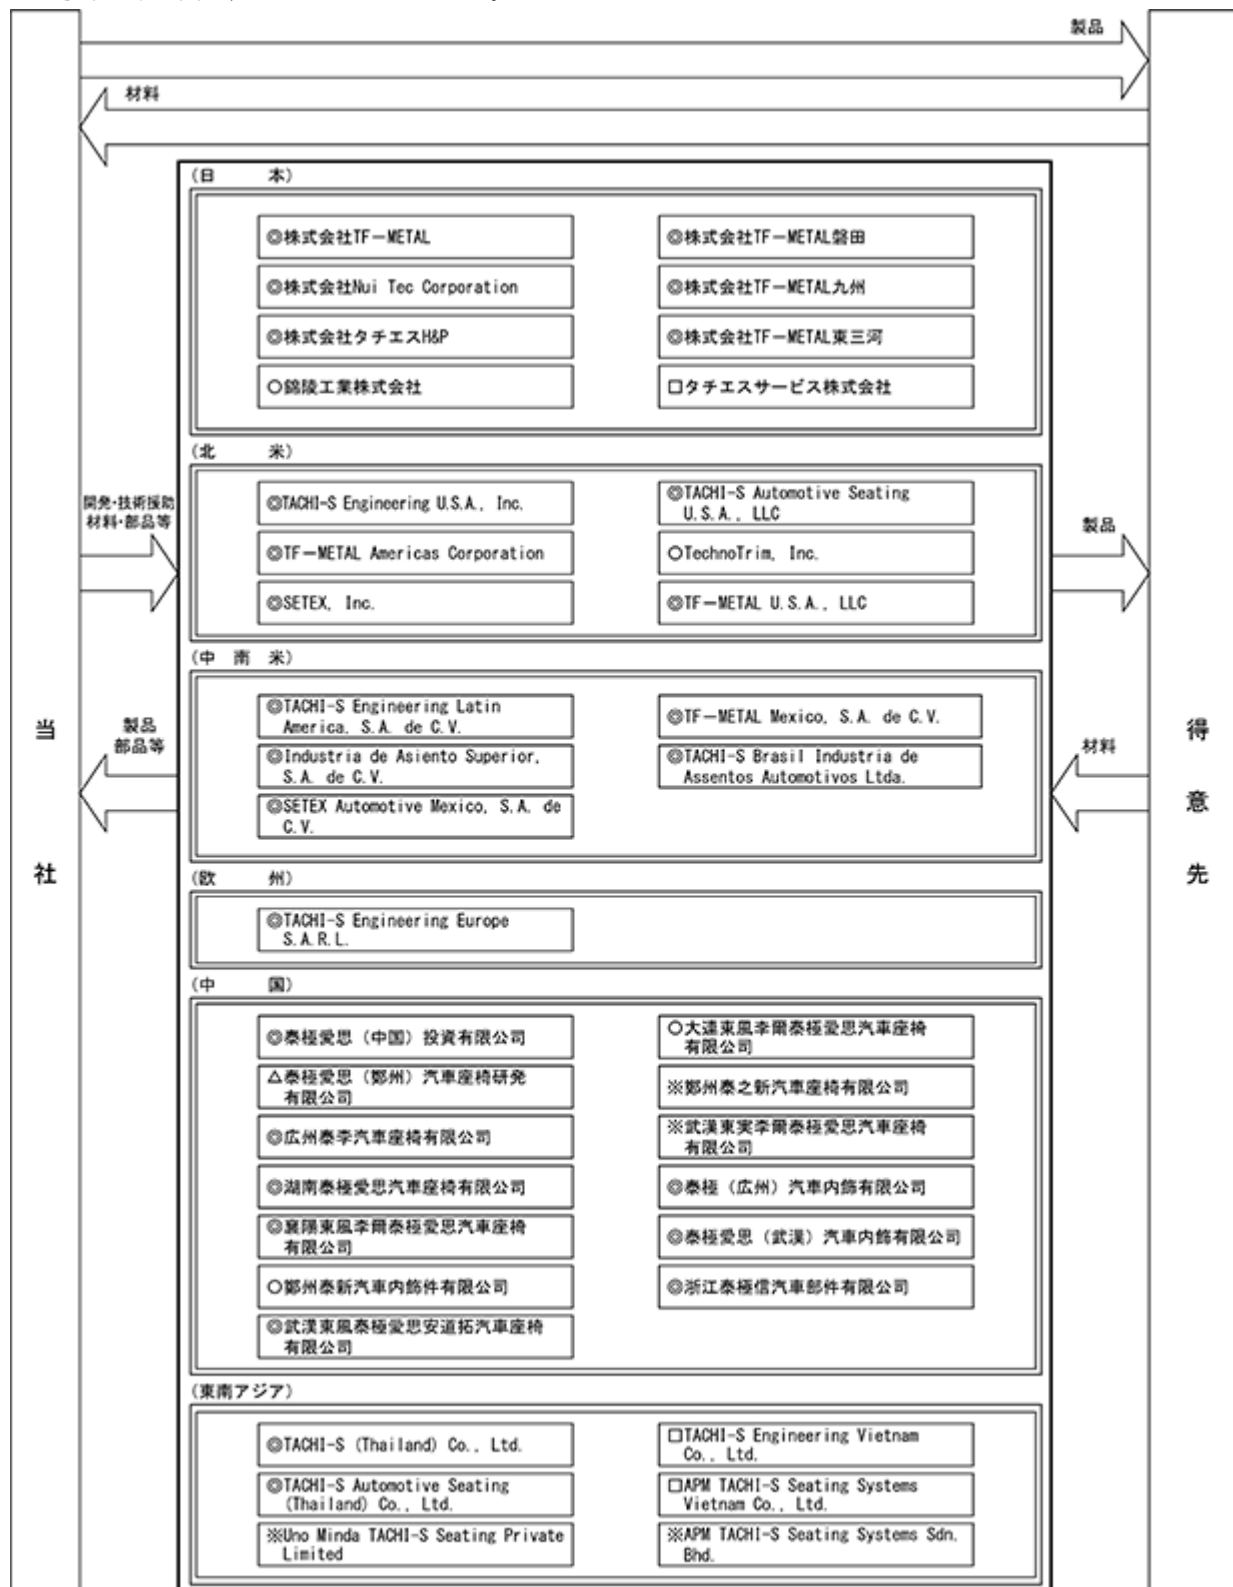 製品
材料
(日 本)
◎株式会社TF－METAL
◎株式会社TF－METAL磐田
◎株式会社Nui Tec Corporation
◎株式会社TF－METAL九州
◎株式会社タチエスH&P
◎株式会社TF－METAL東三河
○錦陵工業株式会社
□タチエスサービス株式会社
(北 米)
開発・技術援助
材料・部品等
◎TACHI-S Engineering U.S.A., Inc.
◎TACHI-S Automotive Seating
U.S.A., LLC
◎TF－METAL Americas Corporation
○TechnoTrim, Inc.
製品
◎SETEX, Inc.
◎TF－METAL U.S.A., LLC
(中 南 米)
◎TACHI-S Engineering Latin
America, S.A. de C.V.
◎TF－METAL Mexico, S.A. de C.V.
当社
製品
部品等
得意先
材料
◎Industria de Asiento Superior,
S.A. de C.V.
◎TACHI-S Brasil Industria de
Assentos Automotivos Ltda.
◎SETEX Automotive Mexico, S.A. de
C.V.
(欧 州)
◎TACHI-S Engineering Europe
S.A.R.L.
(中 国)
◎泰極愛思（中国）投資有限公司
○大連東風李爾泰極愛思汽車座椅
有限公司
△泰極愛思（鄭州）汽車座椅研発
有限公司
※鄭州泰之新汽車座椅有限公司
◎広州泰李汽車座椅有限公司
※武漢東実李爾泰極愛思汽車座椅
有限公司
◎湖南泰極愛思汽車座椅有限公司
◎泰極（広州）汽車内飾有限公司
◎襄陽東風李爾泰極愛思汽車座椅
有限公司
◎泰極愛思（武漢）汽車内飾有限公司
○鄭州泰新汽車内飾件有限公司
◎浙江泰極信汽車部件有限公司
◎武漢東風泰極愛思安道拓汽車座椅
有限公司
(東南アジア)
◎TACHI-S (Thailand) Co., Ltd.
□TACHI-S Engineering Vietnam
Co., Ltd.
◎TACHI-S Automotive Seating
(Thailand) Co., Ltd.
□APM TACHI-S Seating Systems
Vietnam Co., Ltd.
※Uno Minda TACHI-S Seating Private
Limited
※APM TACHI-S Seating Systems Sdn.
Bhd.